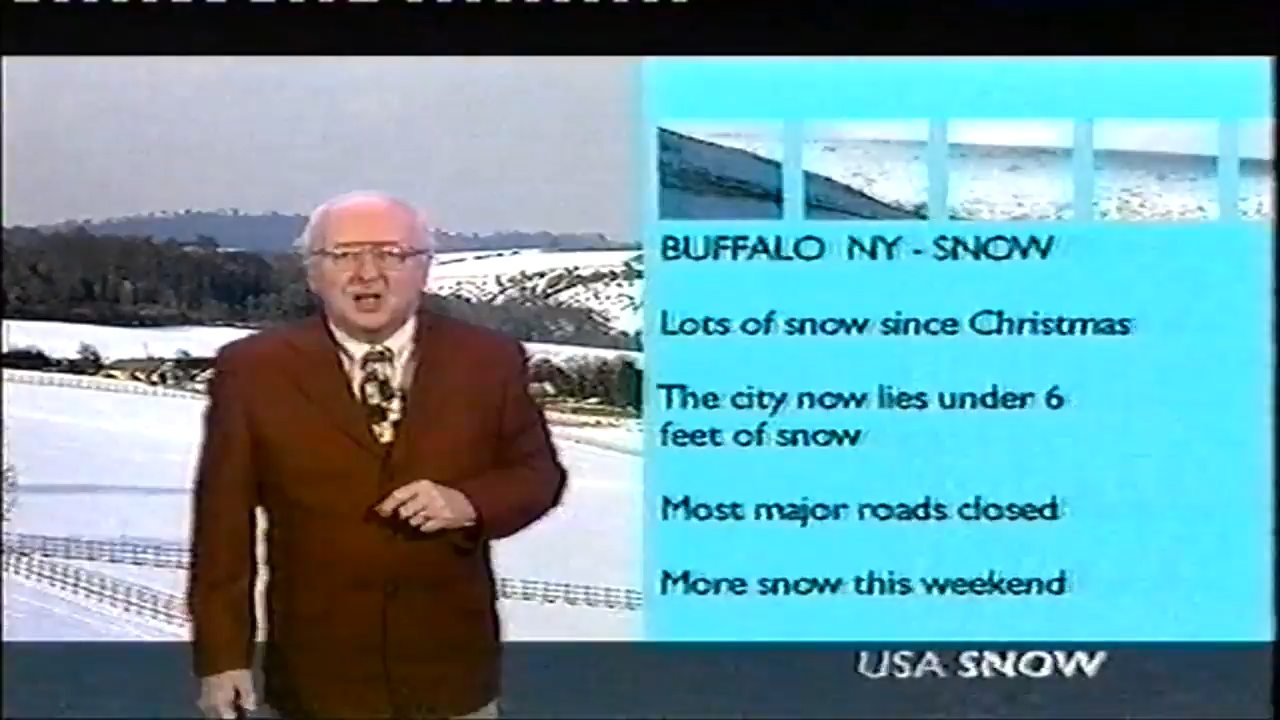 BUFFALO NY - SNOW
Lots of snow since Christmas
The city now lies under 6
feet of snow
Most major roads closed
More snow this weekend
USA SNOW